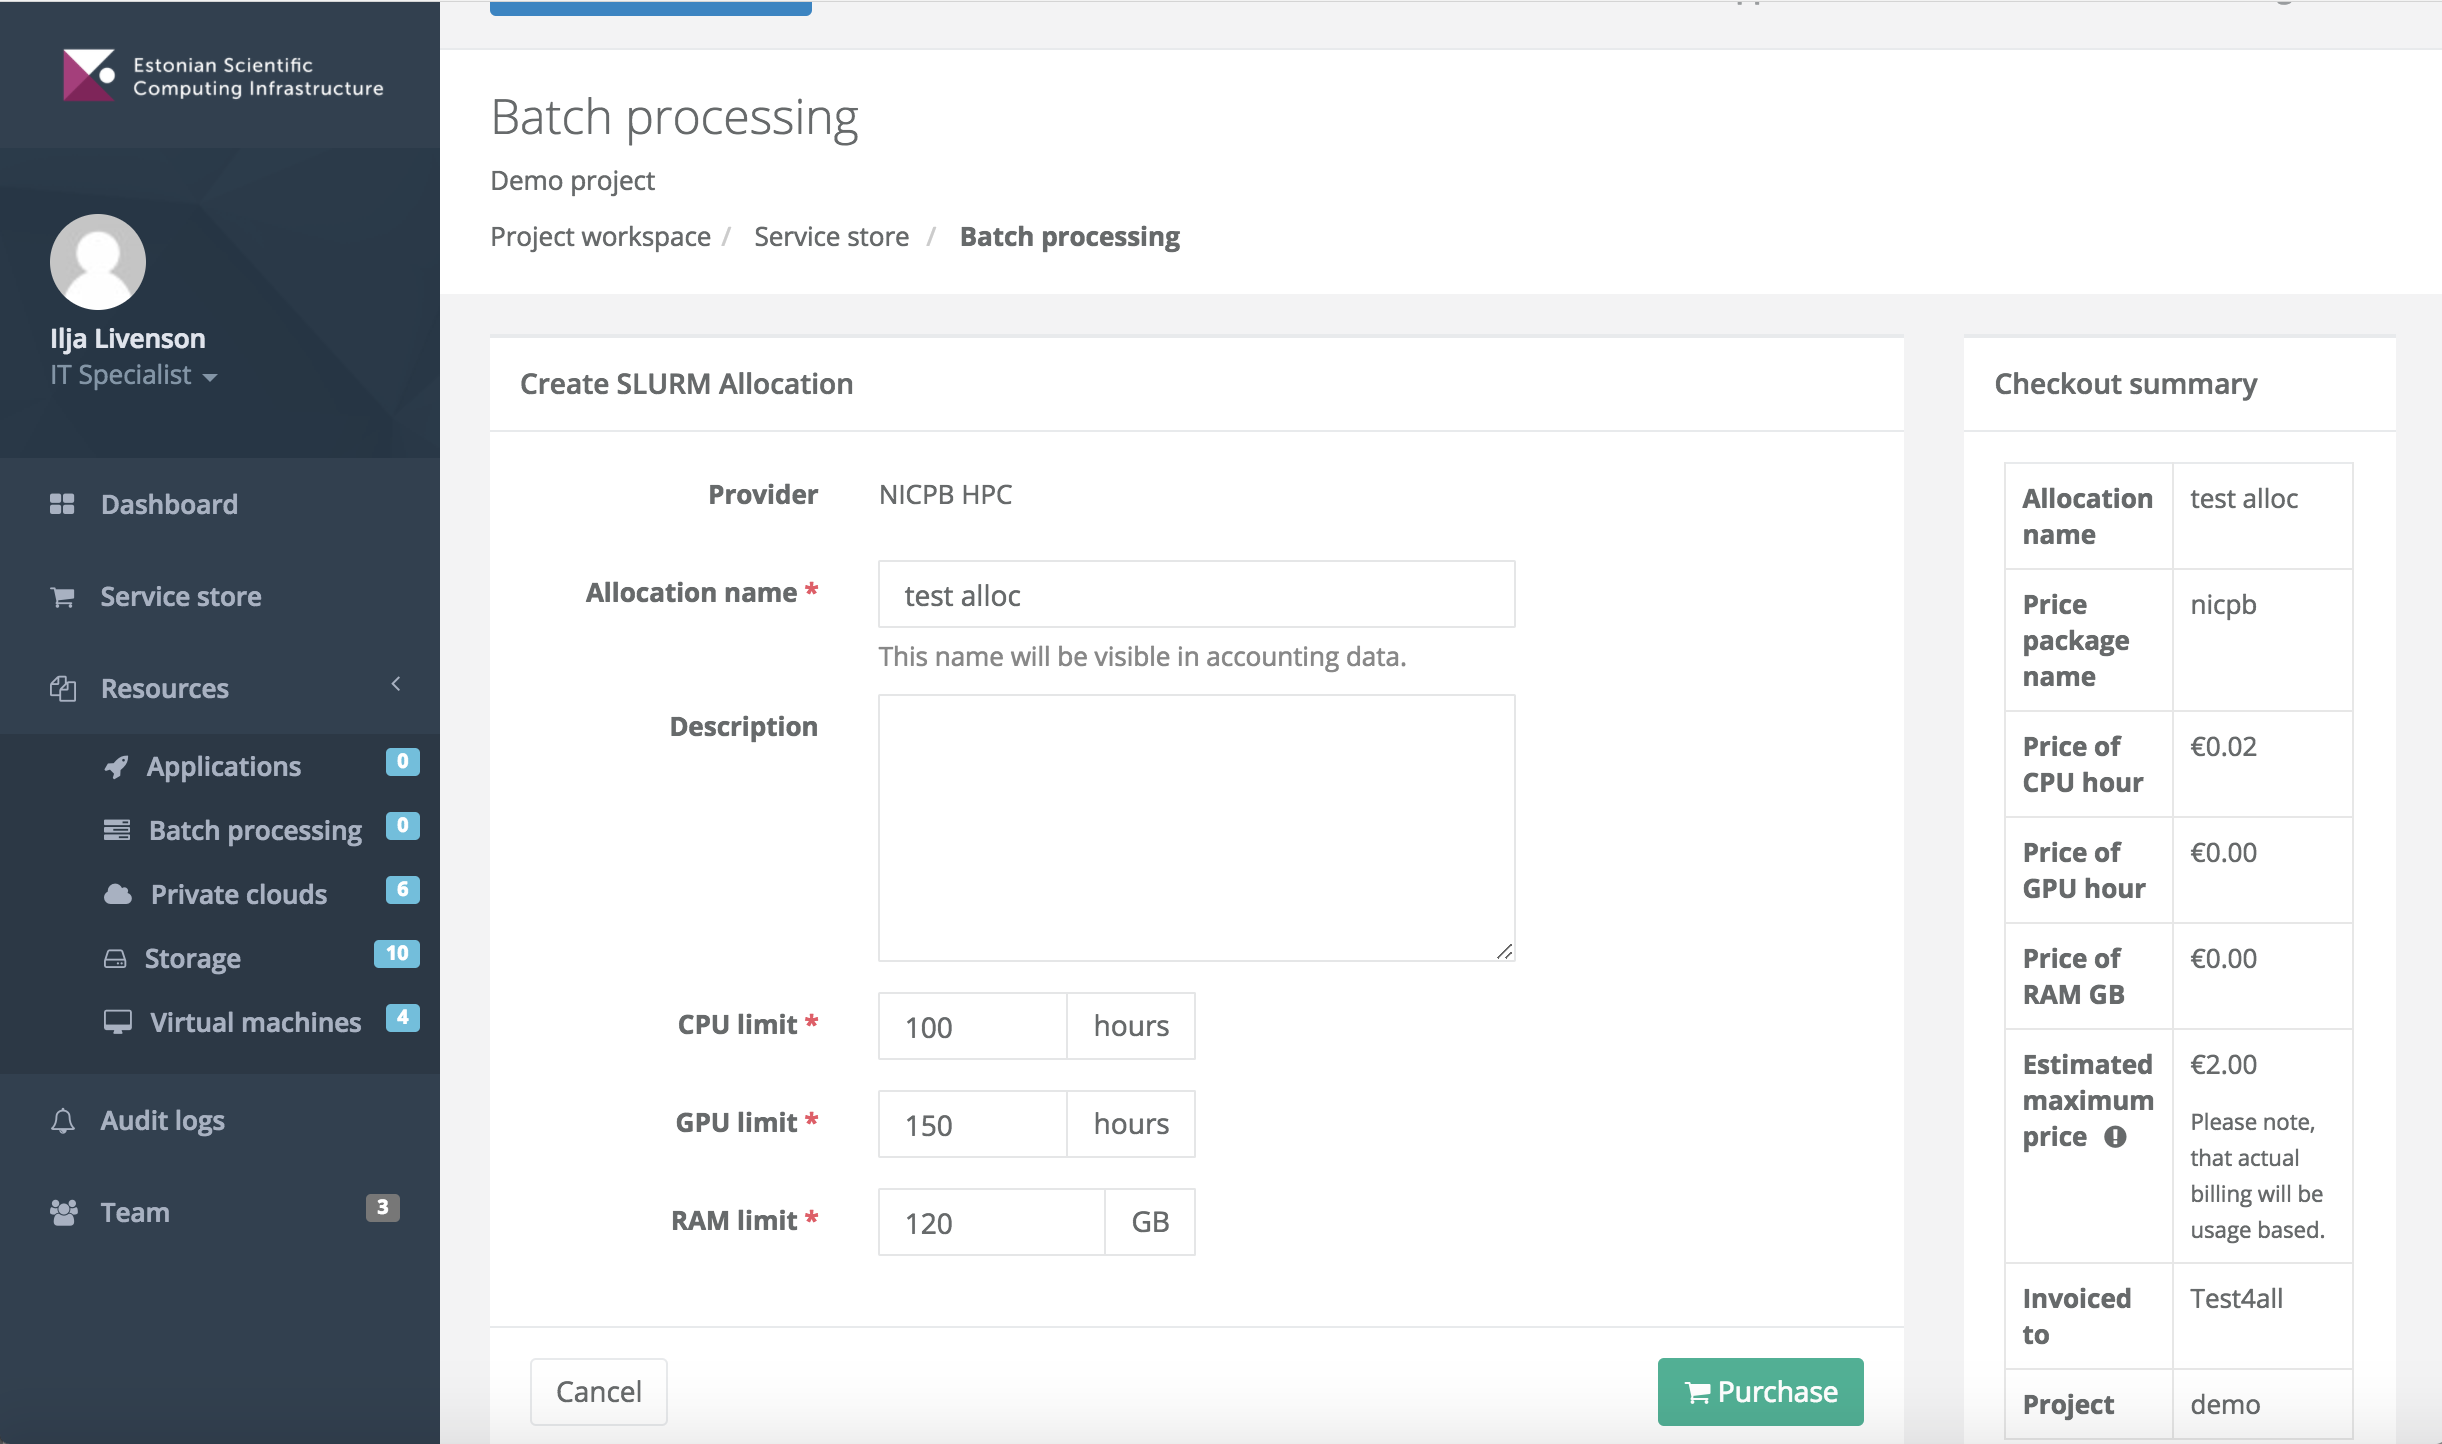 Estonian Scientific
Computing Infrastructure
Ilja Livenson
IT Specialist
Dashboard
Service store
Resources
Applications 0
Batch processing 0
Private clouds 6
Storage 10
Virtual machines 4
Audit logs
Team 3
Batch processing
Demo project
Project workspace / Service store / Batch processing
Create SLURM Allocation
Provider NICPB HPC
Allocation name * test alloc
This name will be visible in accounting data.
Description
CPU limit * 100 hours
GPU limit * 150 hours
RAM limit * 120 GB
Cancel
Purchase
Checkout summary
Allocation test alloc
name
Price nicpb
package
name
Price of €0.02
CPU hour
Price of €0.00
GPU hour
Price of €0.00
RAM GB
Estimated €2.00
maximum
price
Please note,
that actual
billing will be
usage based.
Invoiced Test4all
to
Project demo